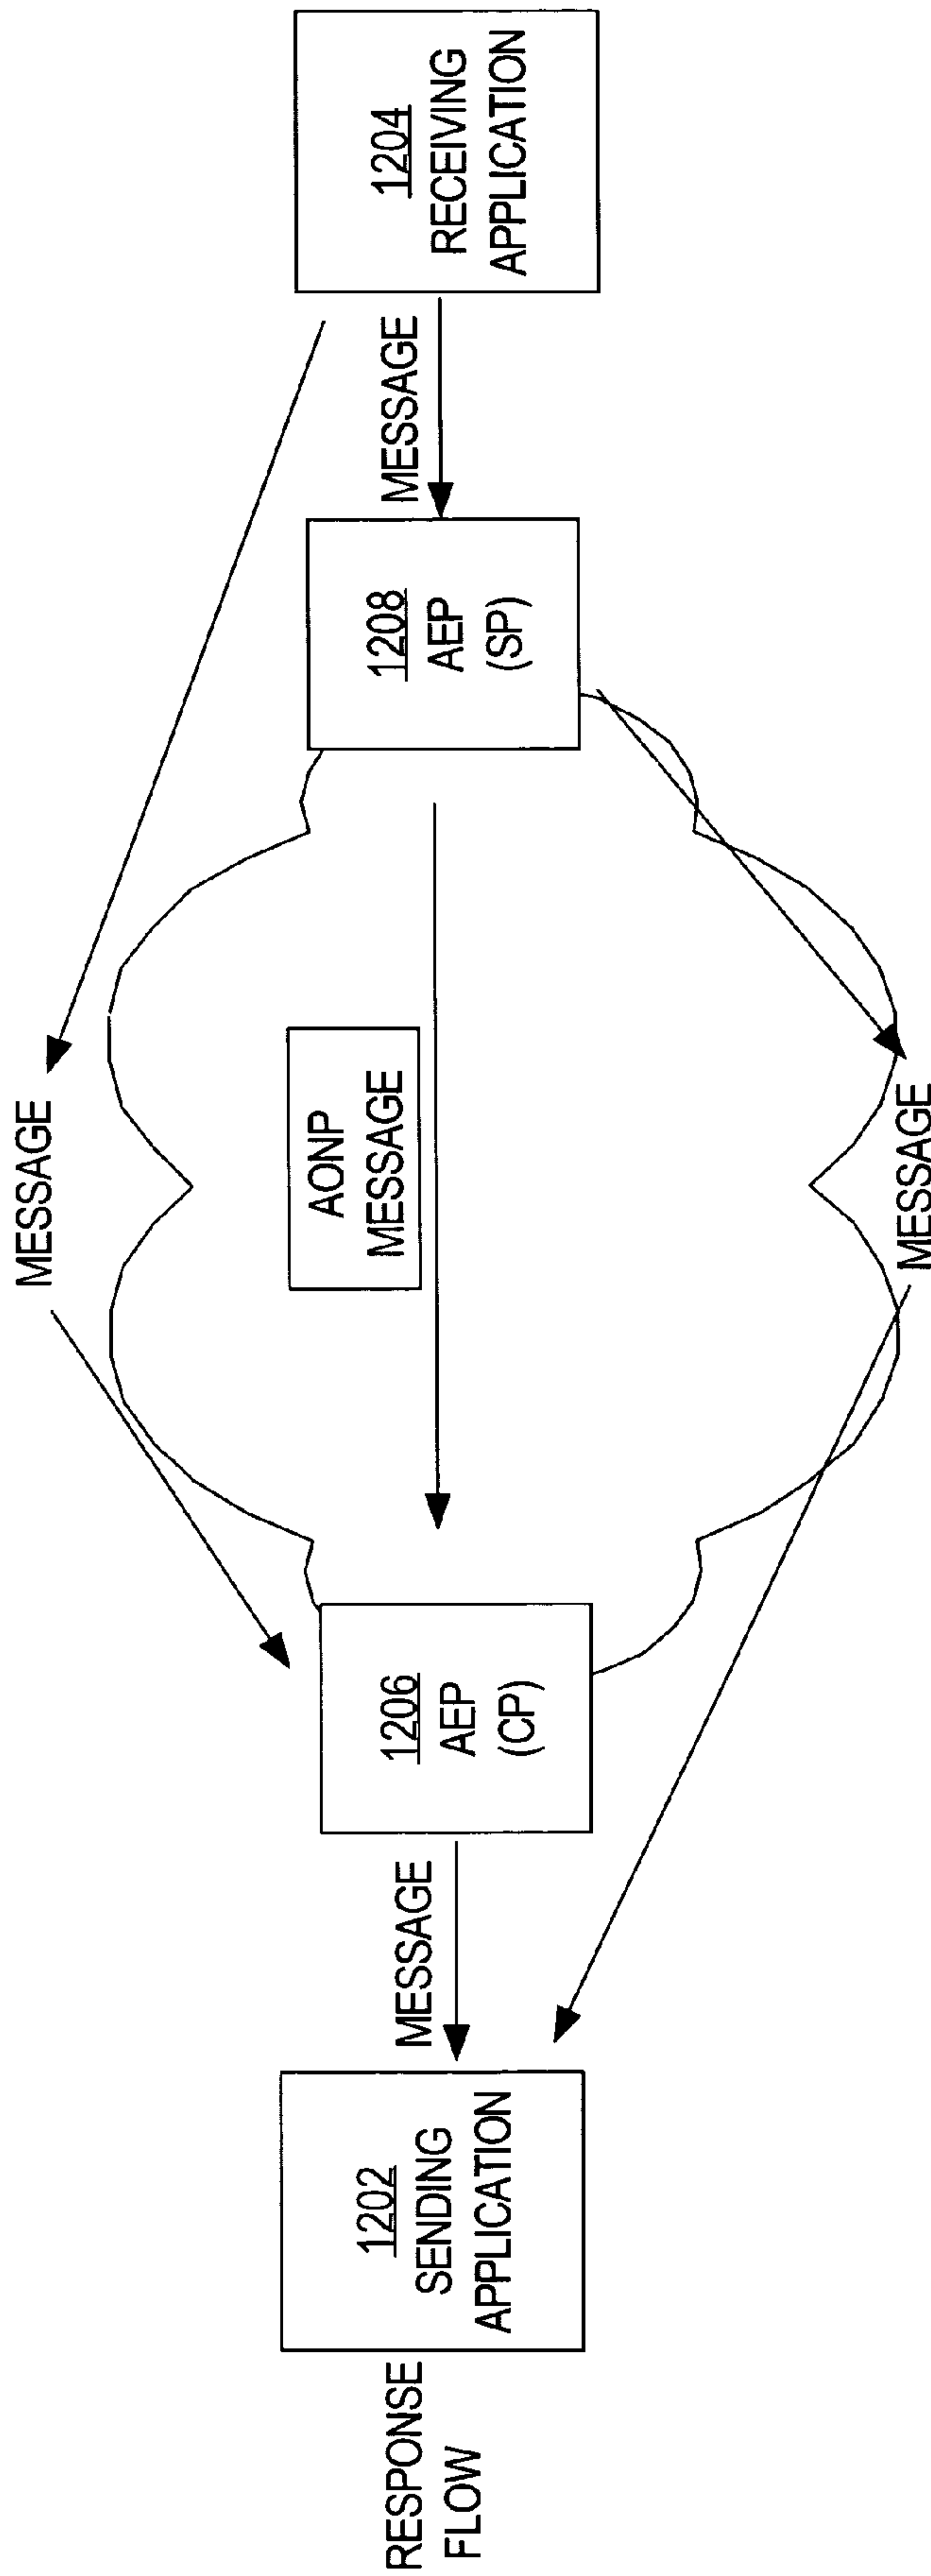 RESPONSE
FLOW
1202
SENDING
APPLICATION
MESSAGE
1206
AEP
(CP)
MESSAGE
AONP
MESSAGE
MESSAGE
1208
AEP
(SP)
MESSAGE
1204
RECEIVING
APPLICATION